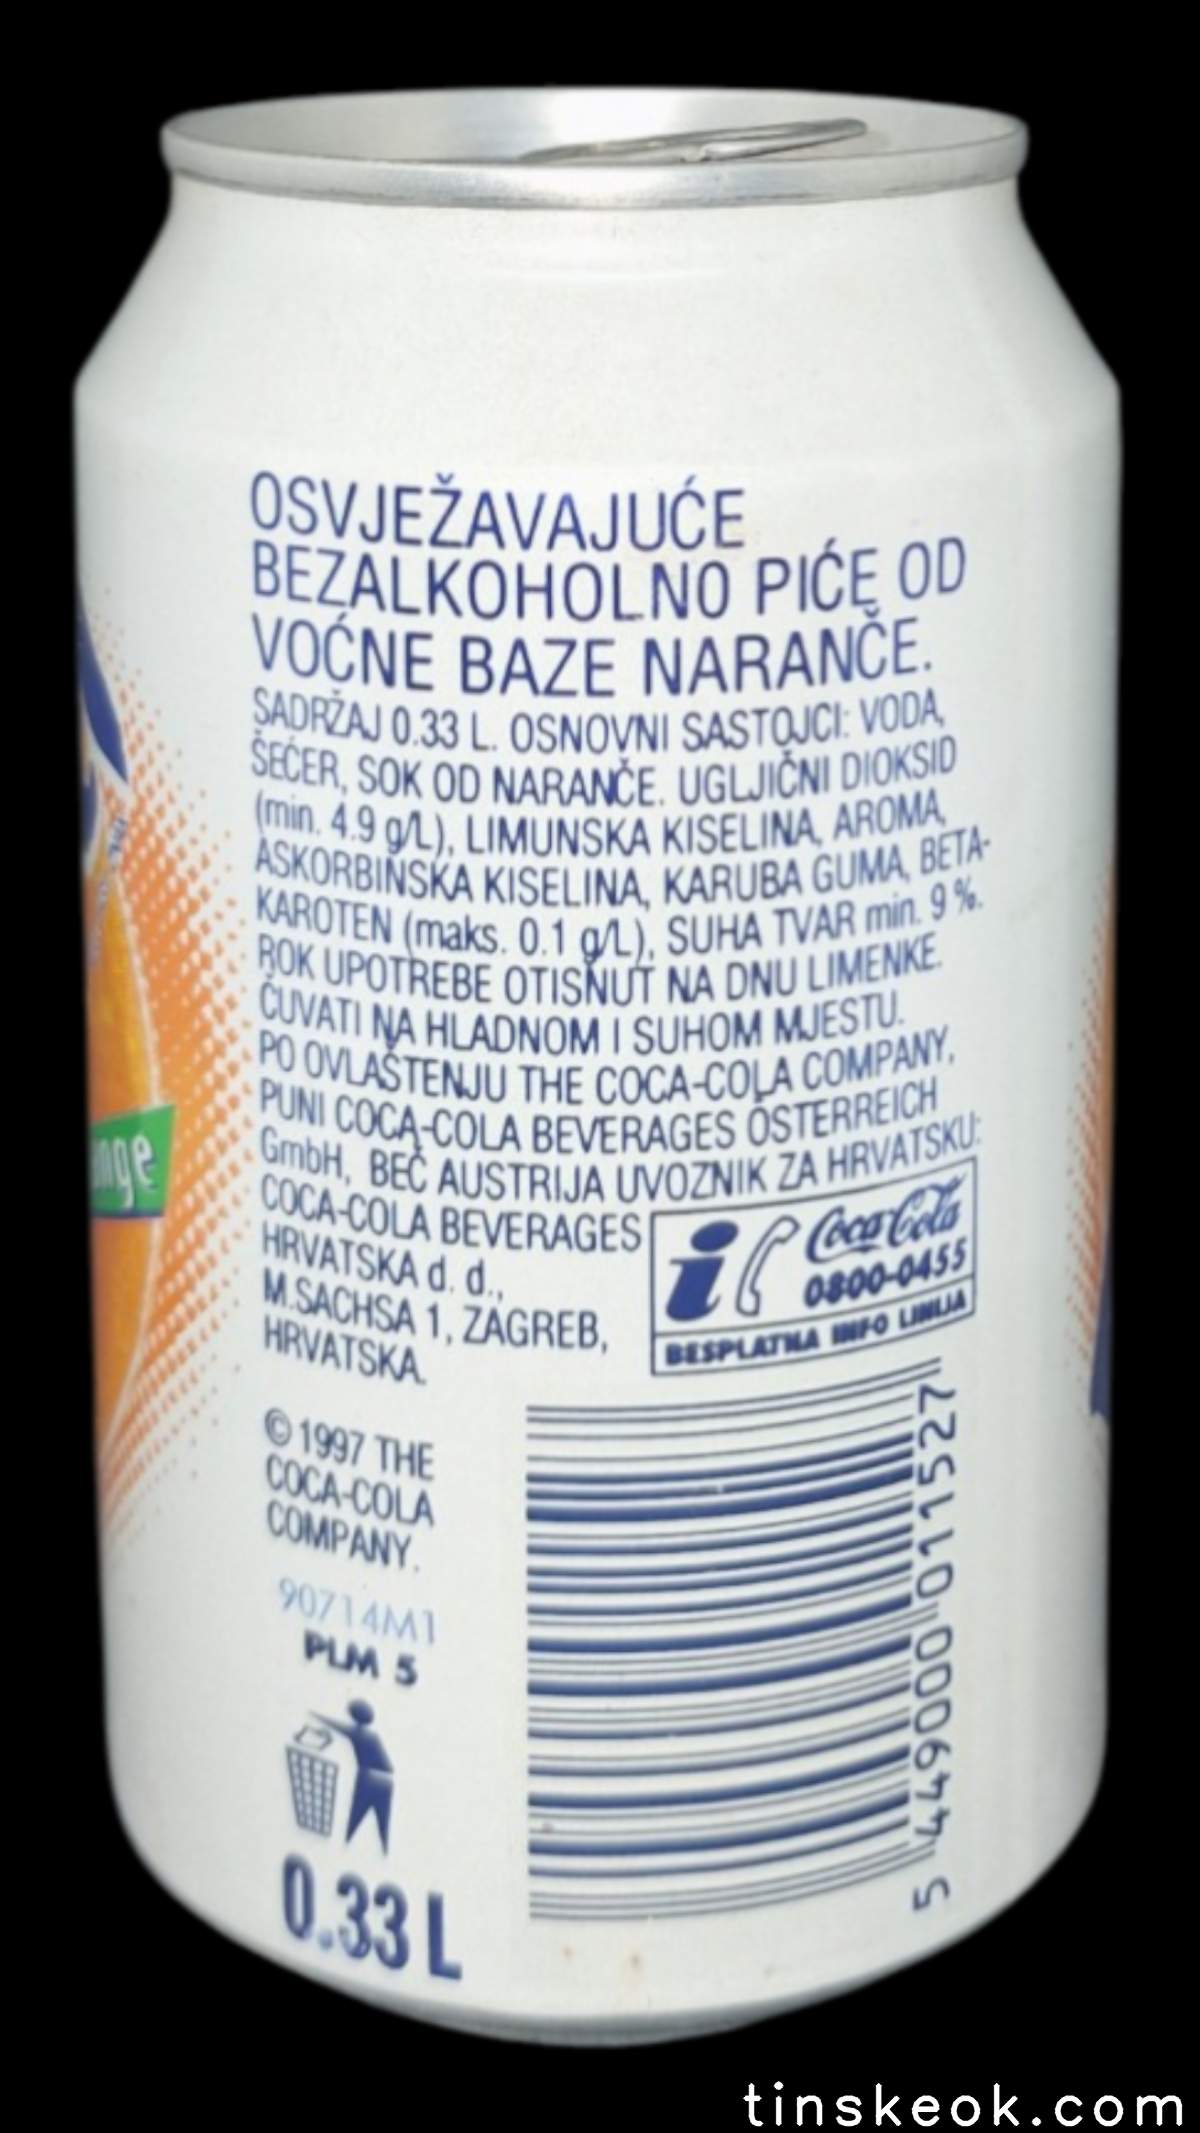 OSVJEŽAVAJUĆE
BEZALKOHOLNO PIĆE OD
VOĆNE BAZE NARANČE.
SADRŽAJ 0.33 L. OSNOVNI SASTOJCI: VODA,
ŠEĆER, SOK OD NARANČE. UGLJIČNI DIOKSID
(min. 4.9 g/L), LIMUNSKA KISELINA, AROMA,
ASKORBINSKA KISELINA, KARUBA GUMA, BETA-
KAROTEN (maks. 0.1 g/L), SUHA TVAR min. 9 %.
ROK UPOTREBE OTISNUT NA DNU LIMENKE.
ČUVATI NA HLADNOM I SUHOM MJESTU.
PO OVLAŠTENJU THE COCA-COLA COMPANY,
PUNI COCA-COLA BEVERAGES ÖSTERREICH
GmbH, BEČ AUSTRIJA UVOZNIK ZA HRVATSKU:
COCA-COLA BEVERAGES
HRVATSKA d. d.,
M.SACHSA 1, ZAGREB,
HRVATSKA.
i Coca-Cola
0800-0455
BESPLATNA INFO LINIJA
© 1997 THE
COCA-COLA
COMPANY.
90714M1
PLM 5
0.33 L
5 449000 011527
ange
tinskeok.com